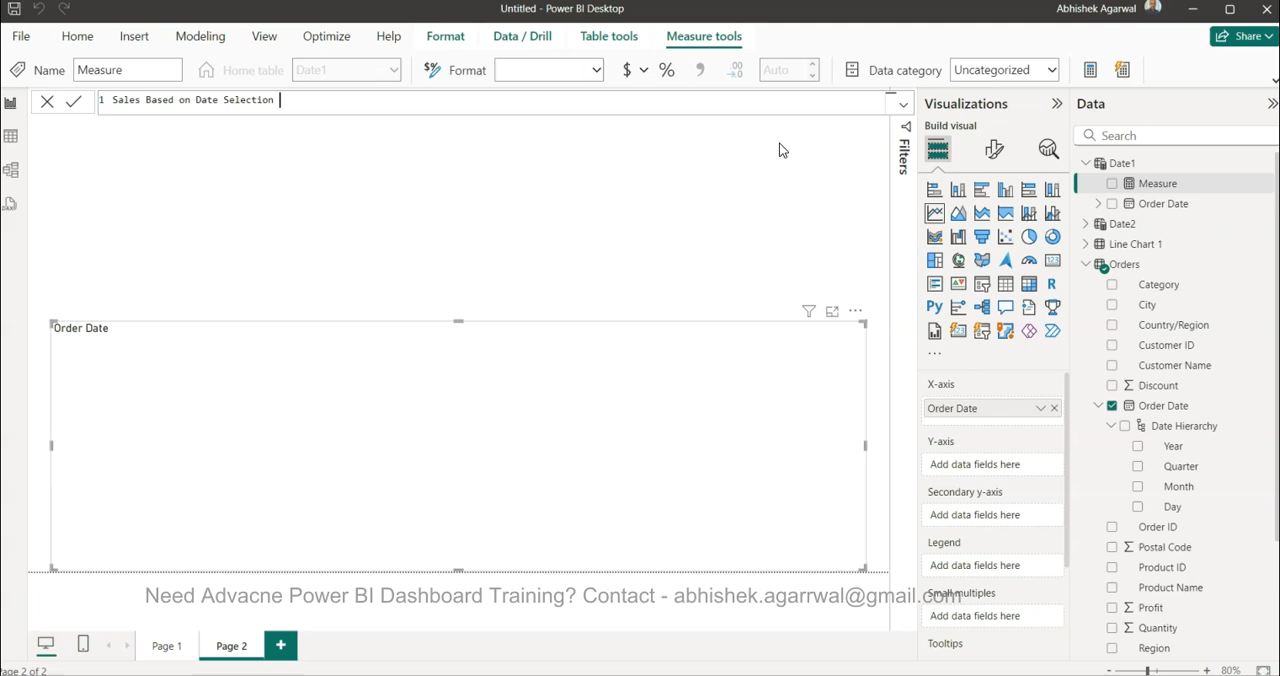 Untitled - Power BI Desktop
Abhishek Agarwal
File
Home
Insert
Modeling
View
Optimize
Help
Format
Data / Drill
Table tools
Measure tools
Share
Name
Measure
Home table
Date1
Format
$
%
Auto
Data category
Uncategorized
1 Sales Based on Date Selection
Filters
Visualizations
Build visual
R
Py
...
X-axis
Order Date
Y-axis
Add data fields here
Secondary y-axis
Add data fields here
Legend
Add data fields here
Small multiples
Add data fields here
Tooltips
Data
Search
Date1
Measure
Order Date
Date2
Line Chart 1
Orders
Category
City
Country/Region
Customer ID
Customer Name
Discount
Order Date
Date Hierarchy
Year
Quarter
Month
Day
Order ID
Postal Code
Product ID
Product Name
Profit
Quantity
Region
Order Date
Need Advacne Power BI Dashboard Training? Contact - abhishek.agarrwal@gmail.com
Page 1
Page 2
Page 2 of 2
80%